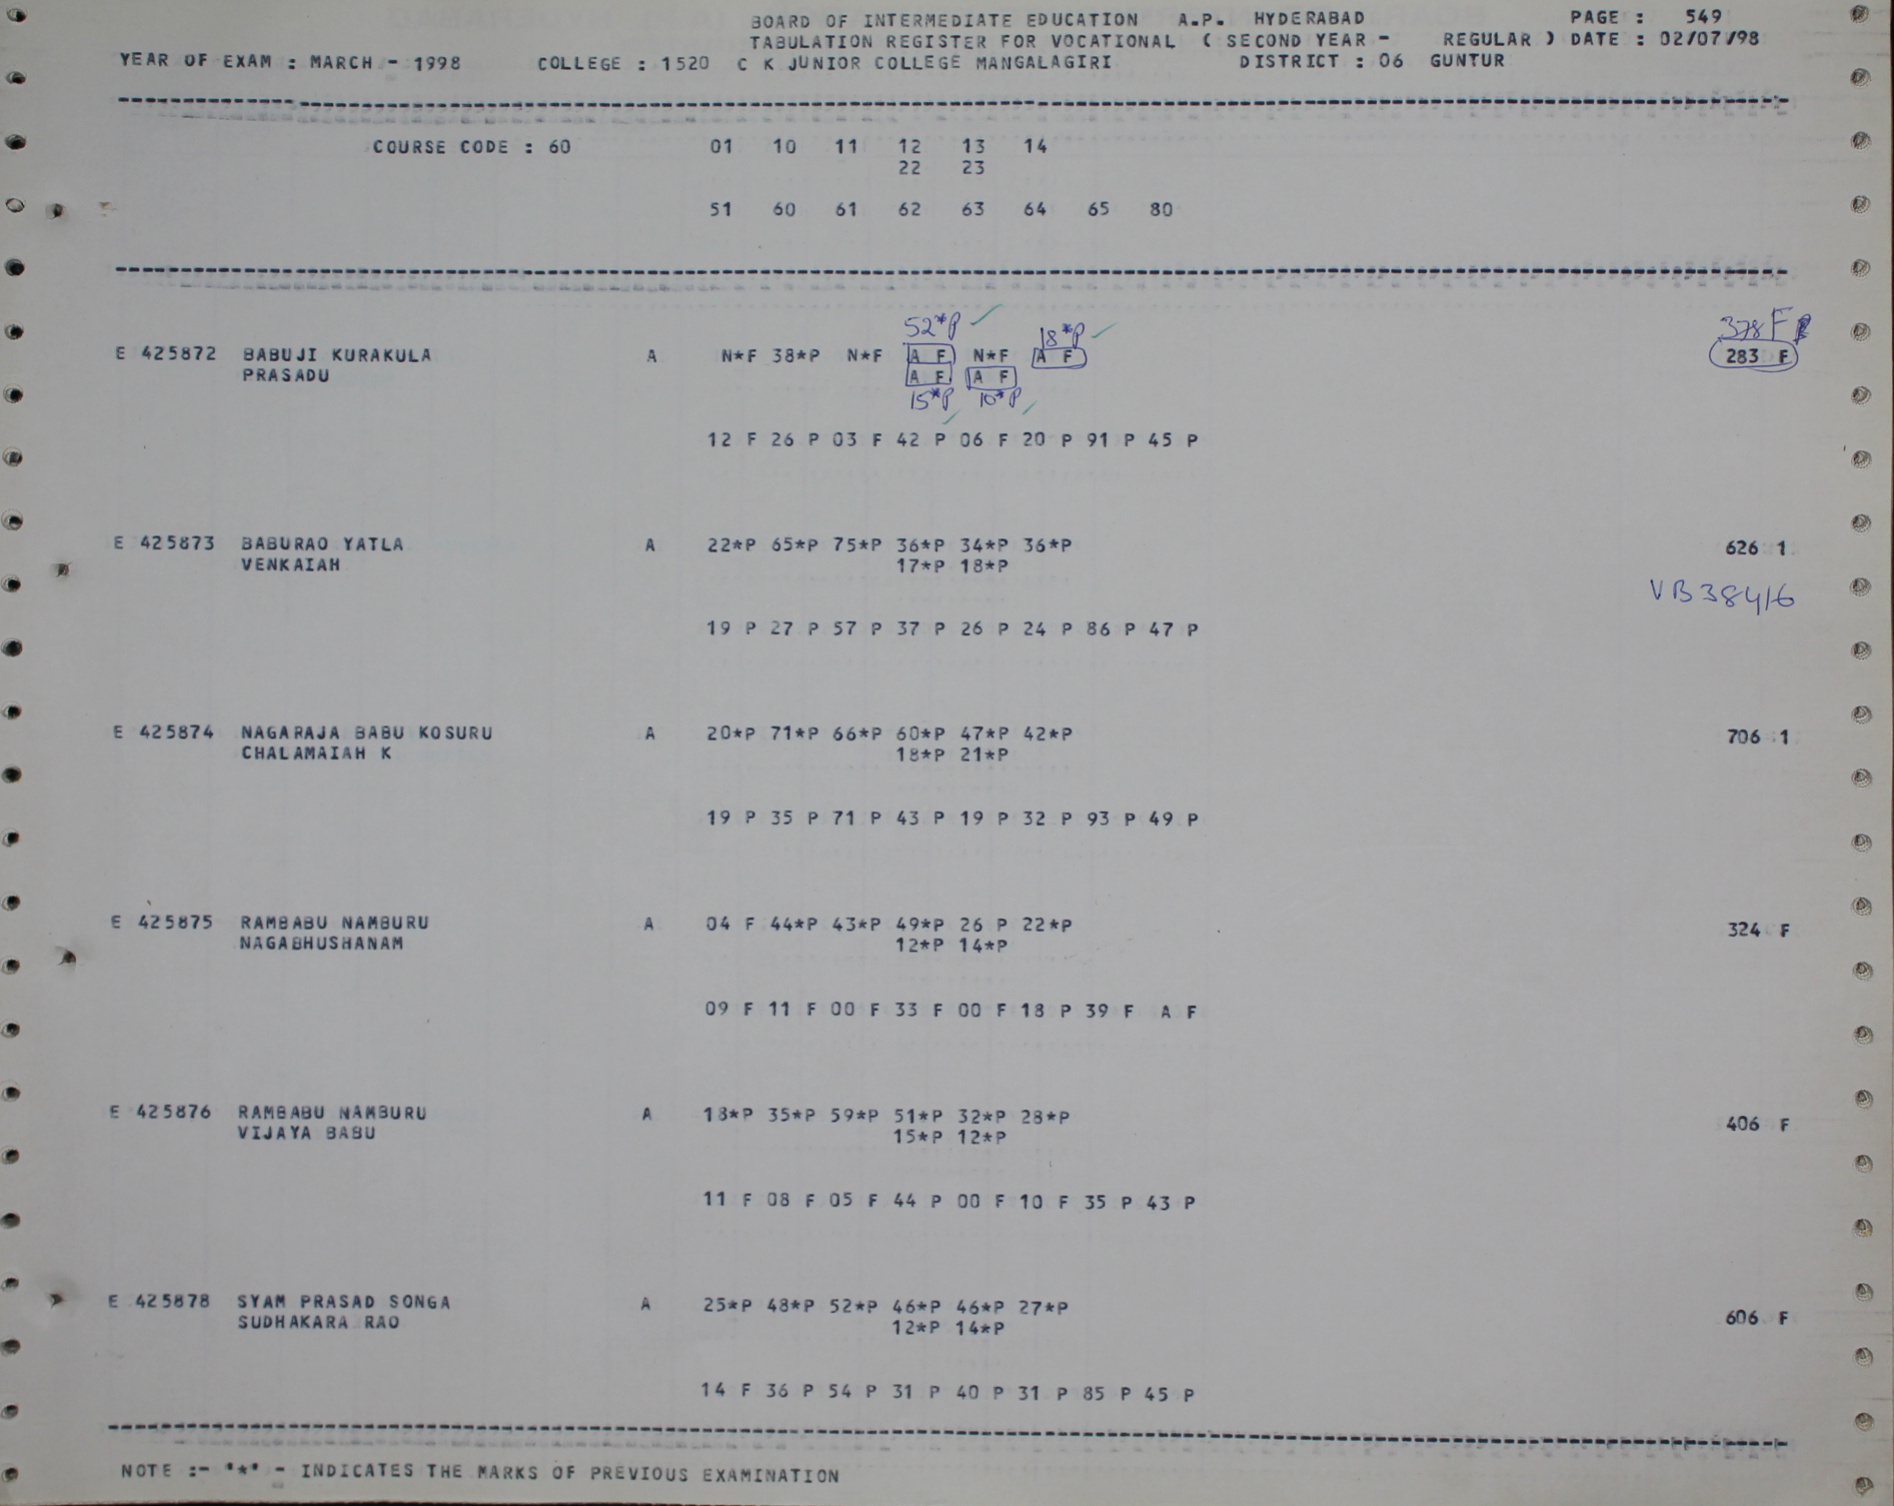 BOARD OF INTERMEDIATE EDUCATION A.P. HYDERABAD PAGE : 549
TABULATION REGISTER FOR VOCATIONAL ( SECOND YEAR - REGULAR ) DATE : 02/07/98
YEAR OF EXAM : MARCH - 1998 COLLEGE : 1520 C K JUNIOR COLLEGE MANGALAGIRI DISTRICT : 06 GUNTUR
COURSE CODE : 60 01 10 11 12 13 14
22 23
51 60 61 62 63 64 65 80
52*P 18*P 378 F
E 425872 BABUJI KURAKULA A N*F 38*P N*F A F N*F A F 283 F
PRASADU A F A F
15*P 10*P
12 F 26 P 03 F 42 P 06 F 20 P 91 P 45 P
E 425873 BABURAO YATLA A 22*P 65*P 75*P 36*P 34*P 36*P 626 1
VENKAIAH 17*P 18*P
VB38416
19 P 27 P 57 P 37 P 26 P 24 P 86 P 47 P
E 425874 NAGARAJA BABU KOSURU A 20*P 71*P 66*P 60*P 47*P 42*P 706 1
CHALAMAIAH K 18*P 21*P
19 P 35 P 71 P 43 P 19 P 32 P 93 P 49 P
E 425875 RAMBABU NAMBURU A 04 F 44*P 43*P 49*P 26 P 22*P 324 F
NAGABHUSHANAM 12*P 14*P
09 F 11 F 00 F 33 F 00 F 18 P 39 F A F
E 425876 RAMBABU NAMBURU A 18*P 35*P 59*P 51*P 32*P 28*P 406 F
VIJAYA BABU 15*P 12*P
11 F 08 F 05 F 44 P 00 F 10 F 35 P 43 P
E 425878 SYAM PRASAD SONGA A 25*P 48*P 52*P 46*P 46*P 27*P 606 F
SUDHAKARA RAO 12*P 14*P
14 F 36 P 54 P 31 P 40 P 31 P 85 P 45 P
NOTE :- "*" - INDICATES THE MARKS OF PREVIOUS EXAMINATION